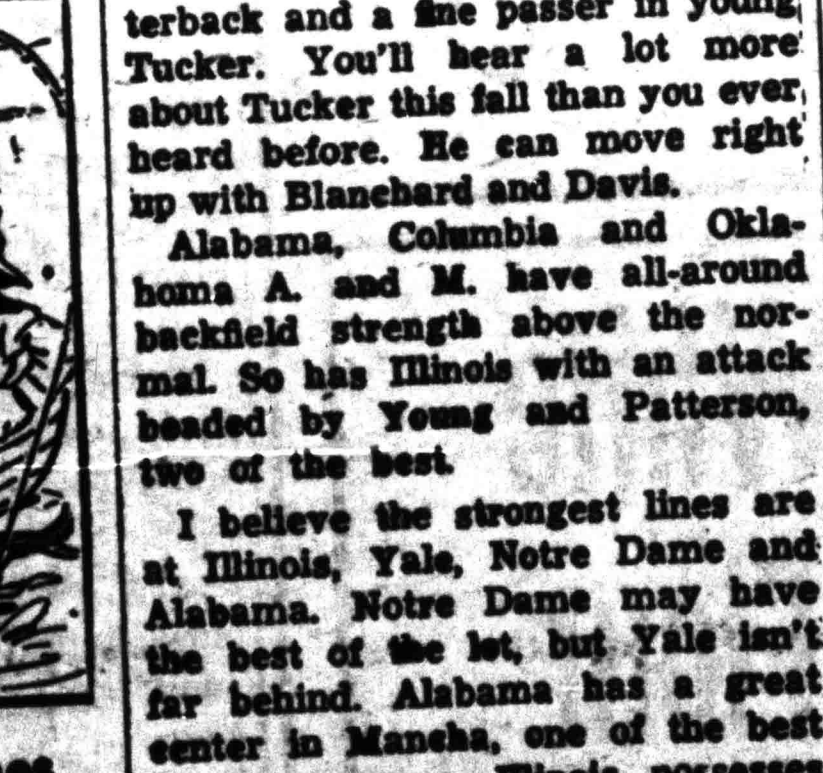 terback and a fine passer in young
Tucker. You'll hear a lot more
about Tucker this fall than you ever
heard before. He can move right
up with Blanchard and Davis.
Alabama, Columbia and Okla-
homa A. and M. have all-around
backfield strength above the nor-
mal. So has Illinois with an attack
headed by Young and Patterson,
two of the best.
I believe the strongest lines are
at Illinois, Yale, Notre Dame and
Alabama. Notre Dame may have
the best of the lot, but Yale isn't
far behind. Alabama has a great
center in Mancha, one of the best
Illinois possesses